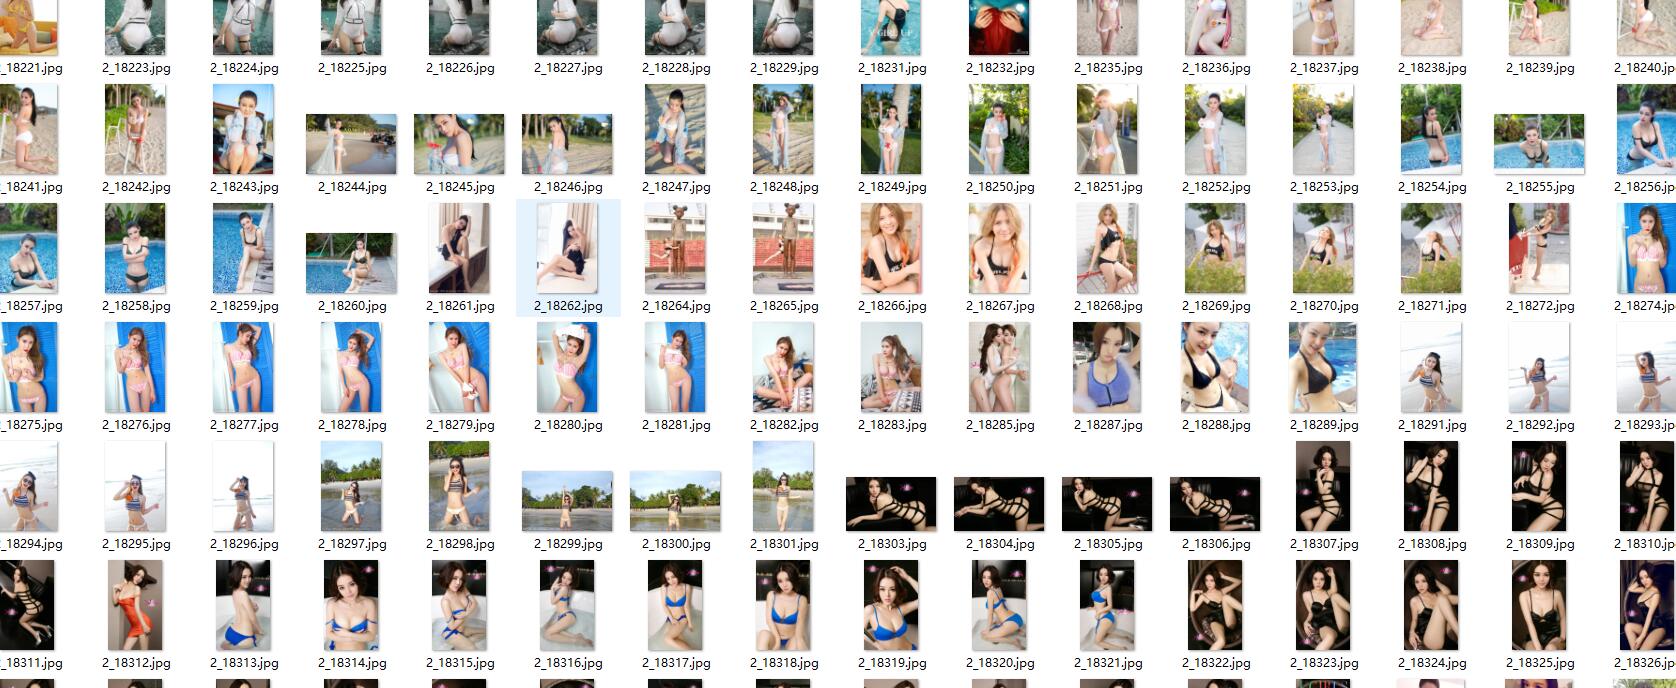 V GIRL UP
_18221.jpg 2_18223.jpg 2_18224.jpg 2_18225.jpg 2_18226.jpg 2_18227.jpg 2_18228.jpg 2_18229.jpg 2_18231.jpg 2_18232.jpg 2_18235.jpg 2_18236.jpg 2_18237.jpg 2_18238.jpg 2_18239.jpg 2_18240.jp
_18241.jpg 2_18242.jpg 2_18243.jpg 2_18244.jpg 2_18245.jpg 2_18246.jpg 2_18247.jpg 2_18248.jpg 2_18249.jpg 2_18250.jpg 2_18251.jpg 2_18252.jpg 2_18253.jpg 2_18254.jpg 2_18255.jpg 2_18256.jp
_18257.jpg 2_18258.jpg 2_18259.jpg 2_18260.jpg 2_18261.jpg 2_18262.jpg 2_18264.jpg 2_18265.jpg 2_18266.jpg 2_18267.jpg 2_18268.jpg 2_18269.jpg 2_18270.jpg 2_18271.jpg 2_18272.jpg 2_18274.jp
_18275.jpg 2_18276.jpg 2_18277.jpg 2_18278.jpg 2_18279.jpg 2_18280.jpg 2_18281.jpg 2_18282.jpg 2_18283.jpg 2_18285.jpg 2_18287.jpg 2_18288.jpg 2_18289.jpg 2_18291.jpg 2_18292.jpg 2_18293.jp
_18294.jpg 2_18295.jpg 2_18296.jpg 2_18297.jpg 2_18298.jpg 2_18299.jpg 2_18300.jpg 2_18301.jpg 2_18303.jpg 2_18304.jpg 2_18305.jpg 2_18306.jpg 2_18307.jpg 2_18308.jpg 2_18309.jpg 2_18310.jp
_18311.jpg 2_18312.jpg 2_18313.jpg 2_18314.jpg 2_18315.jpg 2_18316.jpg 2_18317.jpg 2_18318.jpg 2_18319.jpg 2_18320.jpg 2_18321.jpg 2_18322.jpg 2_18323.jpg 2_18324.jpg 2_18325.jpg 2_18326.jp